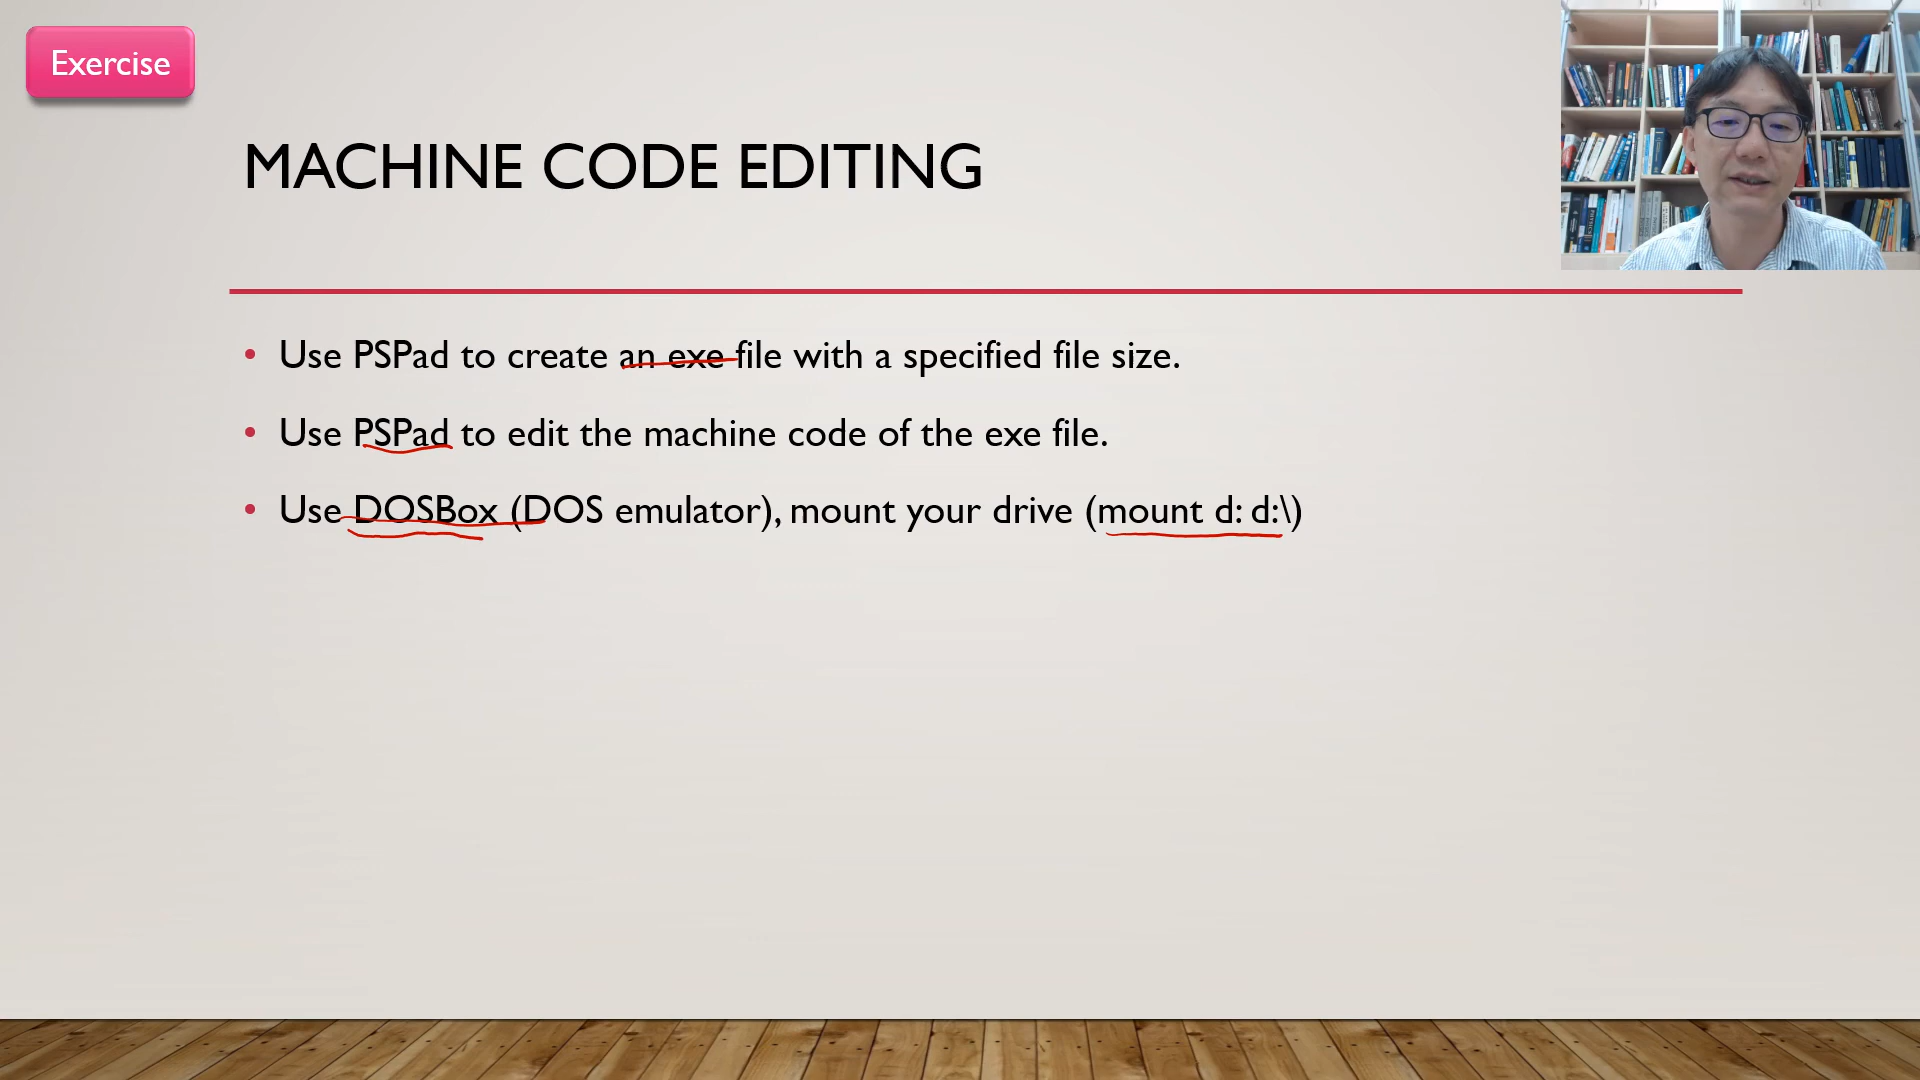 Exercise
MACHINE CODE EDITING
• Use PSPad to create an exe file with a specified file size.
• Use PSPad to edit the machine code of the exe file.
• Use DOSBox (DOS emulator), mount your drive (mount d: d:\)